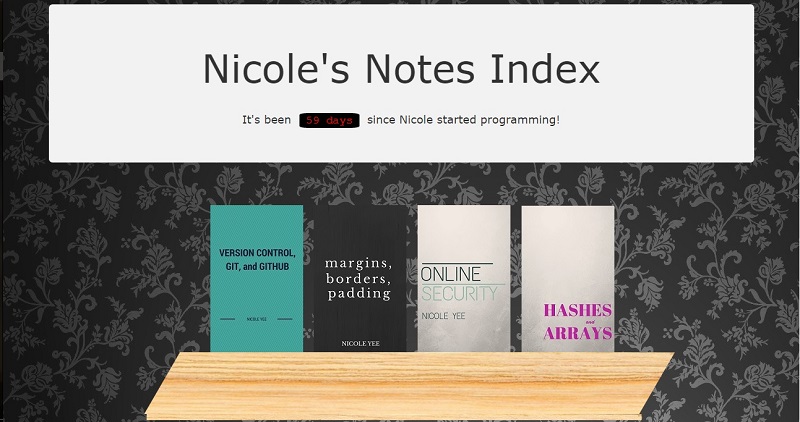 Nicole's Notes Index
It's been 59 days since Nicole started programming!
VERSION CONTROL,
GIT, and GITHUB
NICOLE YEE
margins,
borders,
padding
NICOLE YEE
ONLINE
SECURITY
NICOLE YEE
HASHES
and
ARRAYS